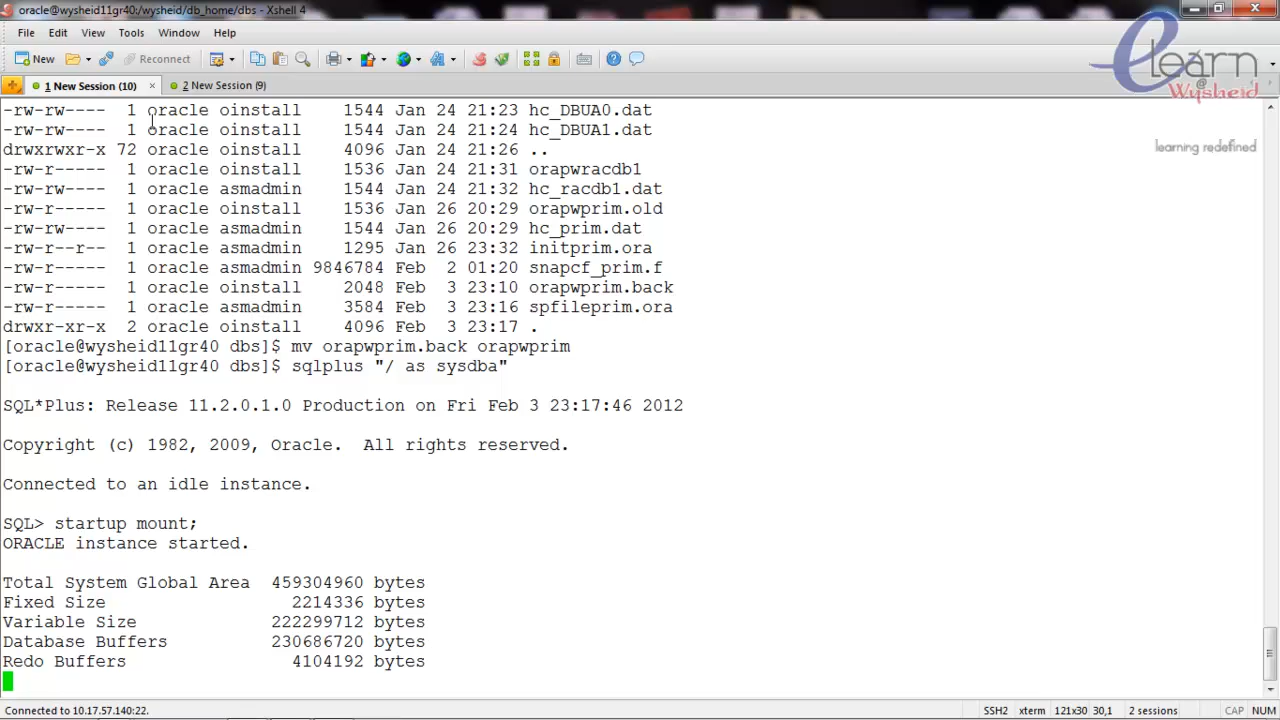 oracle@wysheid11gr40:/wysheid/db_home/dbs - Xshell 4
File Edit View Tools Window Help
New Reconnect
1 New Session (10) × 2 New Session (9)
elearn
@
Wysheid
learning redefined
-rw-rw---- 1 oracle oinstall 1544 Jan 24 21:23 hc_DBUA0.dat
-rw-rw---- 1 oracle oinstall 1544 Jan 24 21:24 hc_DBUA1.dat
drwxrwxr-x 72 oracle oinstall 4096 Jan 24 21:26 ..
-rw-r----- 1 oracle oinstall 1536 Jan 24 21:31 orapwracdb1
-rw-rw---- 1 oracle asmadmin 1544 Jan 24 21:32 hc_racdb1.dat
-rw-r----- 1 oracle oinstall 1536 Jan 26 20:29 orapwprim.old
-rw-rw---- 1 oracle asmadmin 1544 Jan 26 20:29 hc_prim.dat
-rw-r--r-- 1 oracle asmadmin 1295 Jan 26 23:32 initprim.ora
-rw-r----- 1 oracle asmadmin 9846784 Feb 2 01:20 snapcf_prim.f
-rw-r----- 1 oracle oinstall 2048 Feb 3 23:10 orapwprim.back
-rw-r----- 1 oracle asmadmin 3584 Feb 3 23:16 spfileprim.ora
drwxr-xr-x 2 oracle oinstall 4096 Feb 3 23:17 .
[oracle@wysheid11gr40 dbs]$ mv orapwprim.back orapwprim
[oracle@wysheid11gr40 dbs]$ sqlplus "/ as sysdba"
SQL*Plus: Release 11.2.0.1.0 Production on Fri Feb 3 23:17:46 2012
Copyright (c) 1982, 2009, Oracle. All rights reserved.
Connected to an idle instance.
SQL> startup mount;
ORACLE instance started.
Total System Global Area 459304960 bytes
Fixed Size 2214336 bytes
Variable Size 222299712 bytes
Database Buffers 230686720 bytes
Redo Buffers 4104192 bytes
Connected to 10.17.57.140:22. SSH2 xterm 121x30 30,1 2 sessions CAP NUM